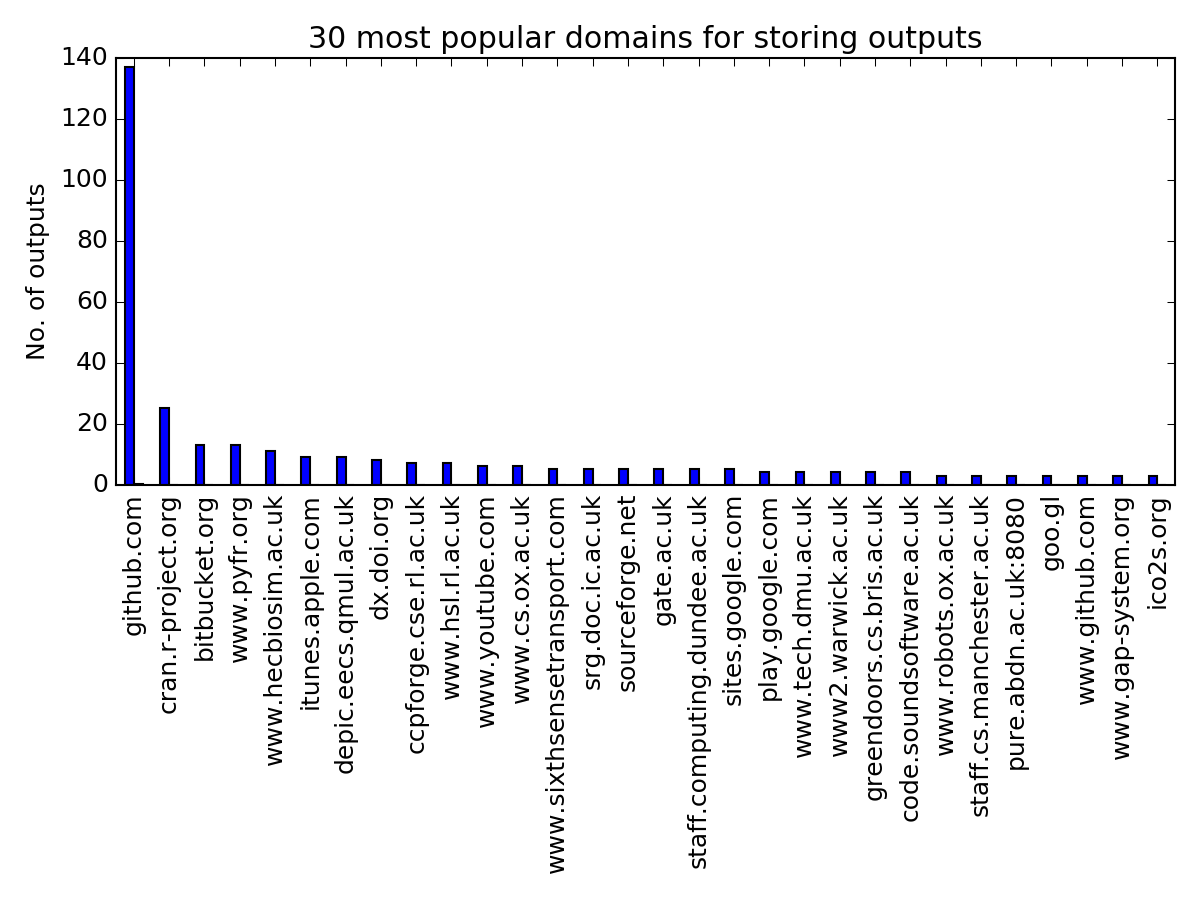 30 most popular domains for storing outputs
No. of outputs
140
120
100
80
60
40
20
0
github.com
cran.r-project.org
bitbucket.org
www.pyfr.org
www.hecbiosim.ac.uk
itunes.apple.com
depic.eecs.qmul.ac.uk
dx.doi.org
ccpforge.cse.rl.ac.uk
www.hsl.rl.ac.uk
www.youtube.com
www.cs.ox.ac.uk
www.sixthsensetransport.com
srg.doc.ic.ac.uk
sourceforge.net
gate.ac.uk
staff.computing.dundee.ac.uk
sites.google.com
play.google.com
www.tech.dmu.ac.uk
www2.warwick.ac.uk
greendoors.cs.bris.ac.uk
code.soundsoftware.ac.uk
www.robots.ox.ac.uk
staff.cs.manchester.ac.uk
pure.abdn.ac.uk:8080
goo.gl
www.github.com
www.gap-system.org
ico2s.org